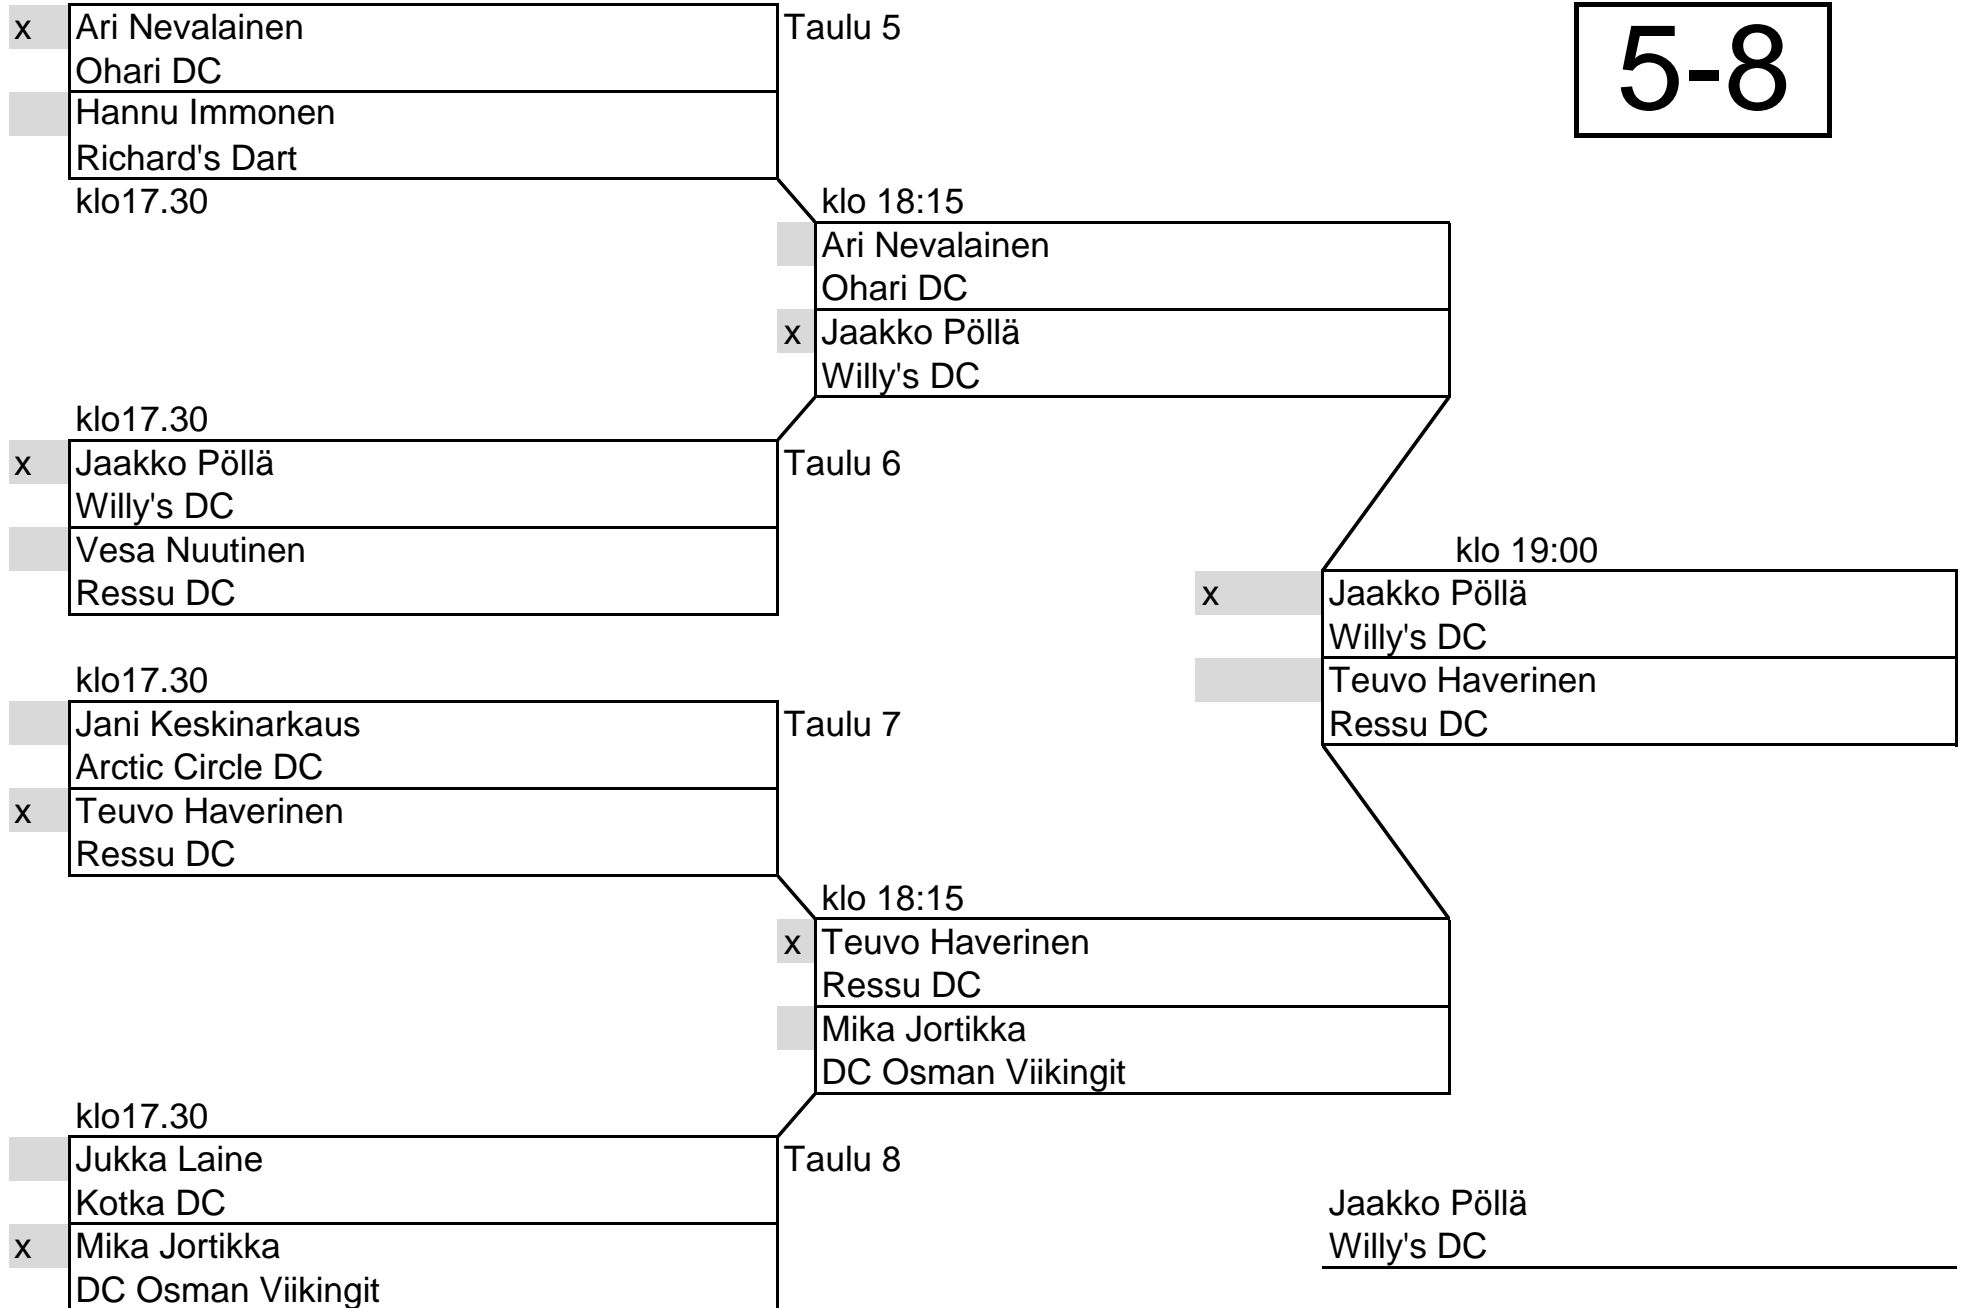 x Ari Nevalainen Taulu 5
5-8
Ohari DC
Hannu Immonen
Richard's Dart
klo17.30 klo 18:15
Ari Nevalainen
Ohari DC
x Jaakko Pöllä
Willy's DC
klo17.30
x Jaakko Pöllä Taulu 6
Willy's DC
Vesa Nuutinen klo 19:00
Ressu DC x Jaakko Pöllä
Willy's DC
klo17.30 Teuvo Haverinen
Jani Keskinarkaus Taulu 7 Ressu DC
Arctic Circle DC
x Teuvo Haverinen
Ressu DC
klo 18:15
x Teuvo Haverinen
Ressu DC
Mika Jortikka
DC Osman Viikingit
klo17.30
Jukka Laine Taulu 8
Kotka DC Jaakko Pöllä
x Mika Jortikka Willy's DC
DC Osman Viikingit